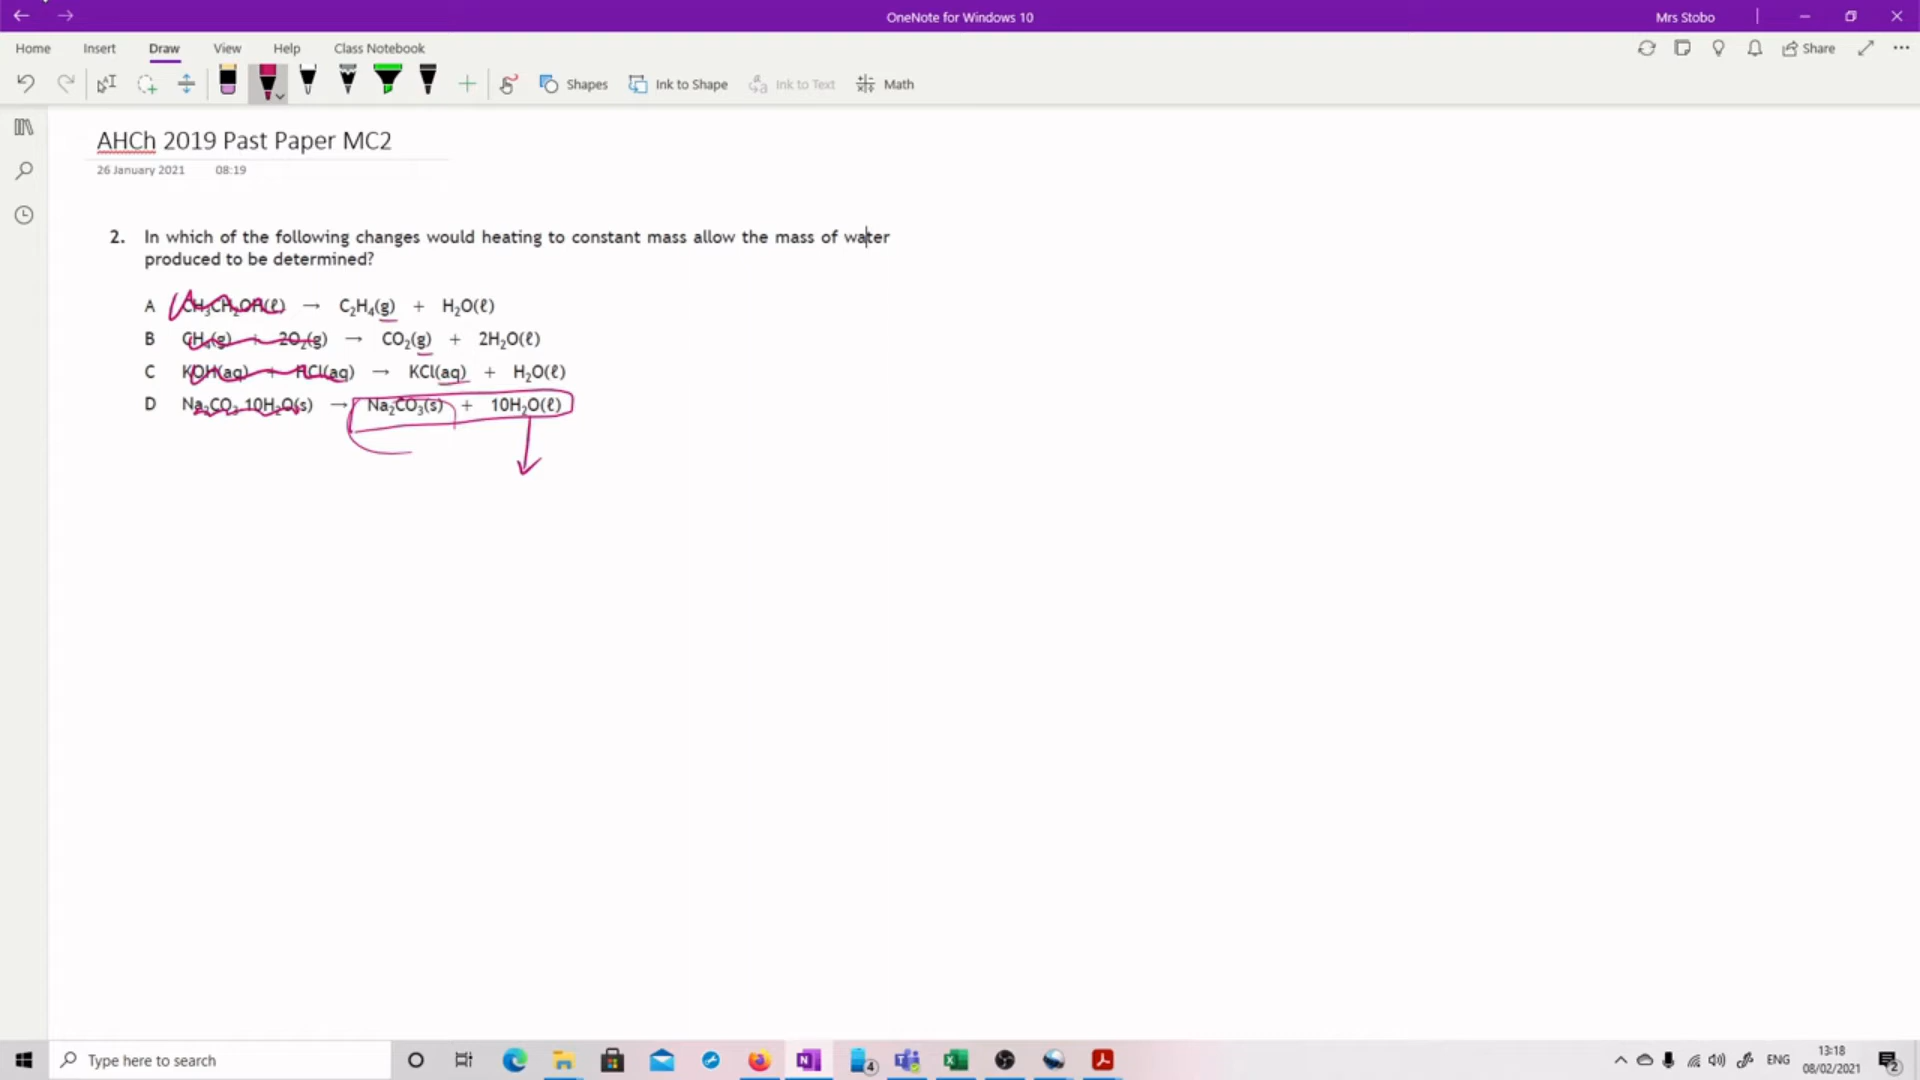 OneNote for Windows 10
Mrs Stobo
Home Insert Draw View Help Class Notebook
Share
Shapes Ink to Shape Ink to Text Math
AHCh 2019 Past Paper MC2
26 January 2021 08:19
2. In which of the following changes would heating to constant mass allow the mass of water
produced to be determined?
A CH₃CH₂OH(ℓ) → C₂H₄(g) + H₂O(ℓ)
B CH₄(g) + 2O₂(g) → CO₂(g) + 2H₂O(ℓ)
C KOH(aq) + HCl(aq) → KCl(aq) + H₂O(ℓ)
D Na₂CO₃.10H₂O(s) → Na₂CO₃(s) + 10H₂O(ℓ)
Type here to search
4
ENG
13:18
08/02/2021
2